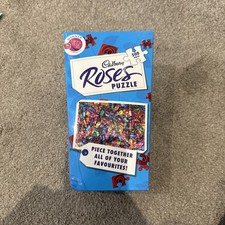 Cadbury
Roses
PUZZLE
PIECE TOGETHER
ALL OF YOUR
FAVOURITES!